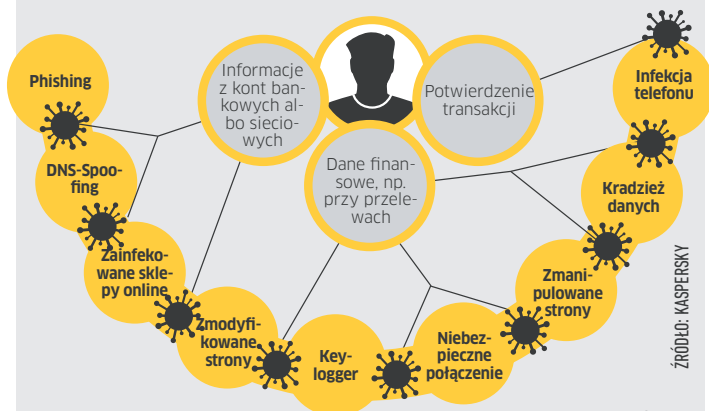 Phishing
DNS-Spoo-
fing
Zainfeko-
wane skle-
py online
Zmodyfi-
kowane
strony
Key-
logger
Niebez-
pieczne
połączenie
Zmani-
pulowane
strony
Kradzież
danych
Infekcja
telefonu
Informacje
z kont ban-
kowych al-
bo siecio-
wych
Dane finan-
sowe, np.
przy przele-
wach
Potwierdzenie
transakcji
ŹRÓDŁO: KASPERSKY